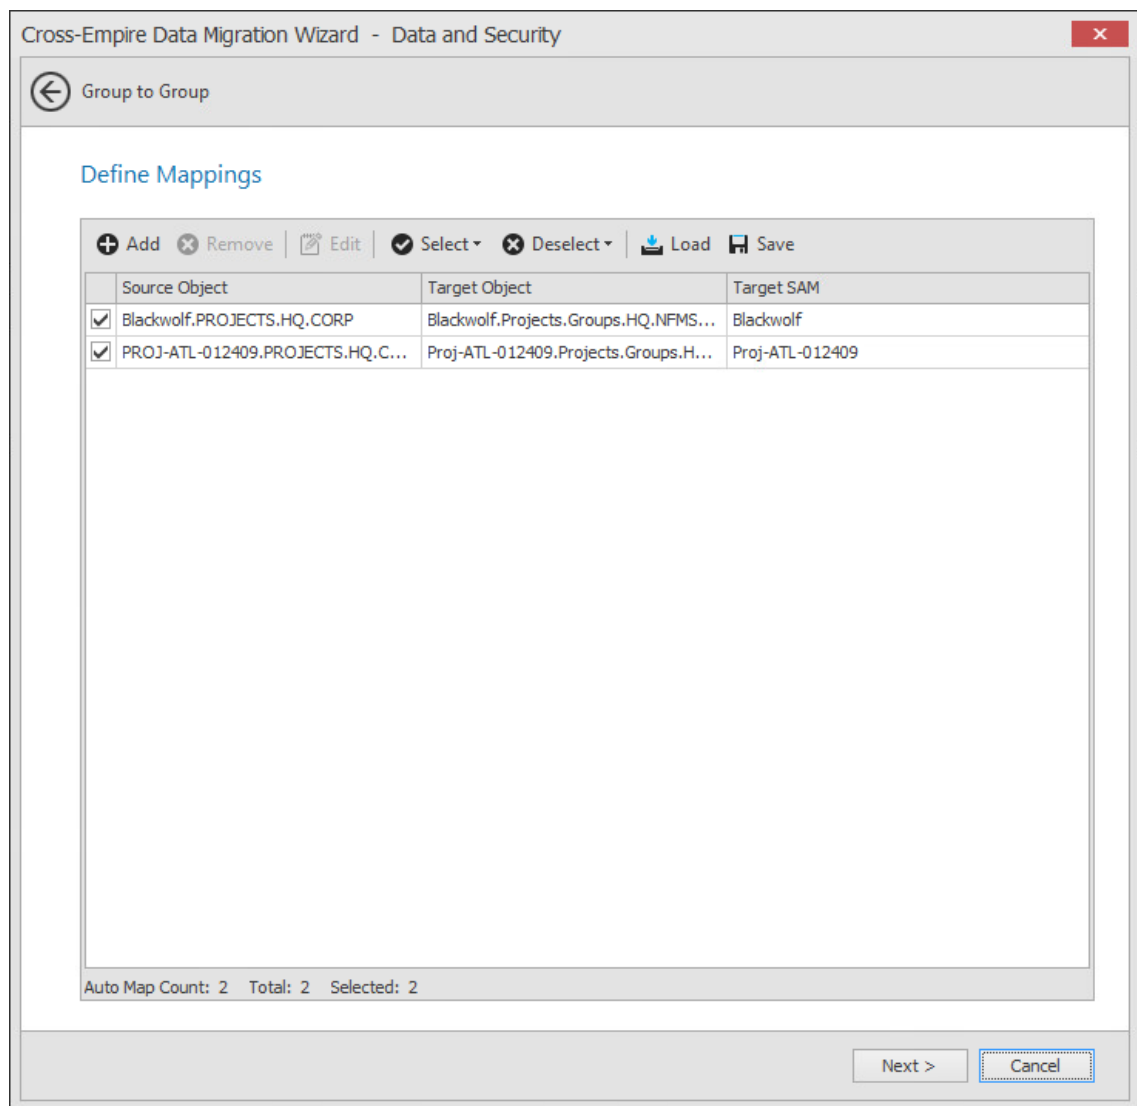 Cross-Empire Data Migration Wizard - Data and Security
Group to Group
Define Mappings
Add Remove Edit Select Deselect Load Save
Source Object Target Object Target SAM
Blackwolf.PROJECTS.HQ.CORP Blackwolf.Projects.Groups.HQ.NFMS... Blackwolf
PROJ-ATL-012409.PROJECTS.HQ.C... Proj-ATL-012409.Projects.Groups.H... Proj-ATL-012409
Auto Map Count: 2 Total: 2 Selected: 2
Next > Cancel